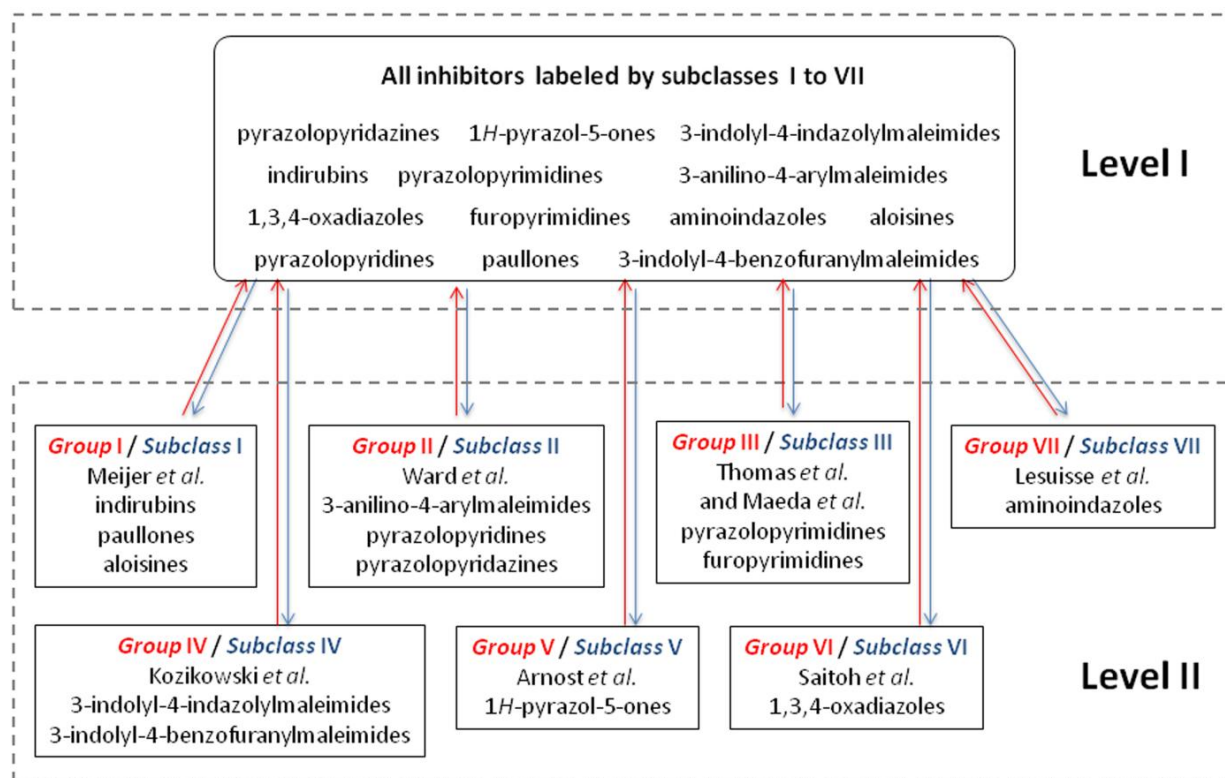 All inhibitors labeled by subclasses I to VII
pyrazolopyridazines 1H-pyrazol-5-ones 3-indolyl-4-indazolylmaleimides
indirubins pyrazolopyrimidines 3-anilino-4-arylmaleimides
1,3,4-oxadiazoles furopyrimidines aminoindazoles aloisines
pyrazolopyridines paullones 3-indolyl-4-benzofuranylmaleimides
Level I
Group I / Subclass I
Meijer et al.
indirubins
paullones
aloisines
Group II / Subclass II
Ward et al.
3-anilino-4-arylmaleimides
pyrazolopyridines
pyrazolopyridazines
Group III / Subclass III
Thomas et al.
and Maeda et al.
pyrazolopyrimidines
furopyrimidines
Group VII / Subclass VII
Lesuisse et al.
aminoindazoles
Group IV / Subclass IV
Kozikowski et al.
3-indolyl-4-indazolylmaleimides
3-indolyl-4-benzofuranylmaleimides
Group V / Subclass V
Arnost et al.
1H-pyrazol-5-ones
Group VI / Subclass VI
Saitoh et al.
1,3,4-oxadiazoles
Level II